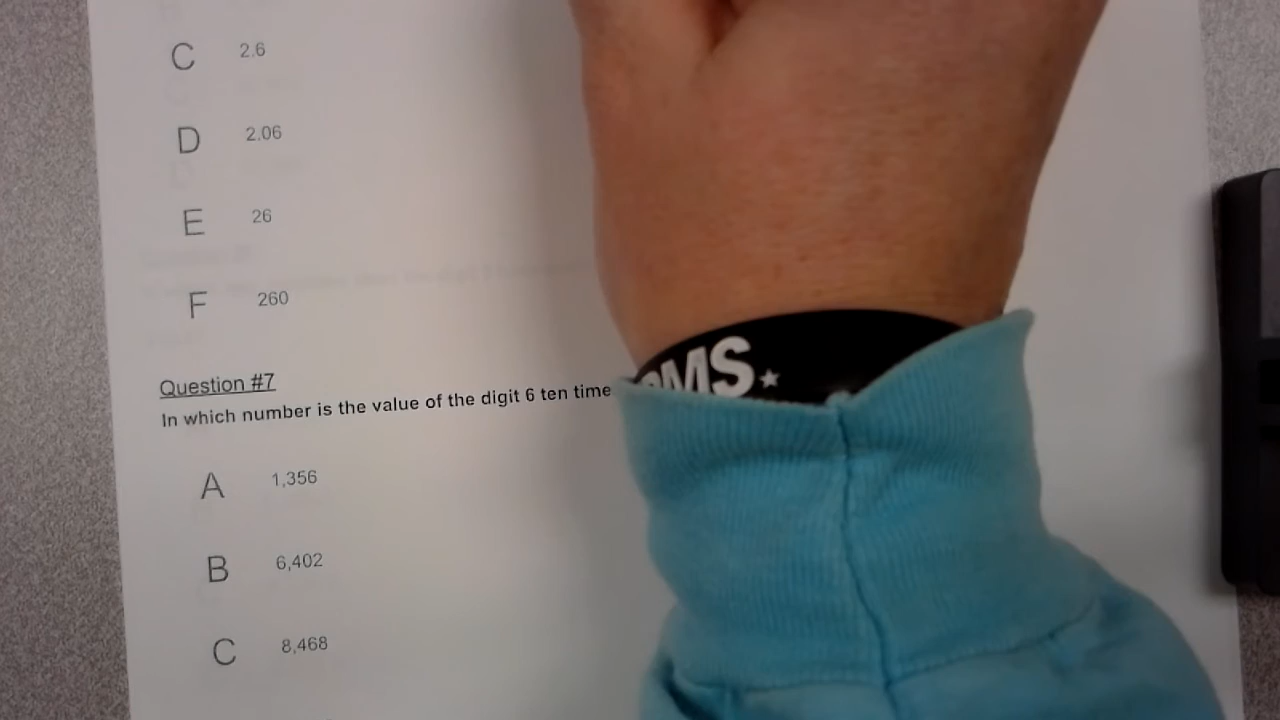 C 2.6
D 2.06
E 26
F 260
Question #7
In which number is the value of the digit 6 ten time
A 1,356
B 6,402
C 8,468
MS